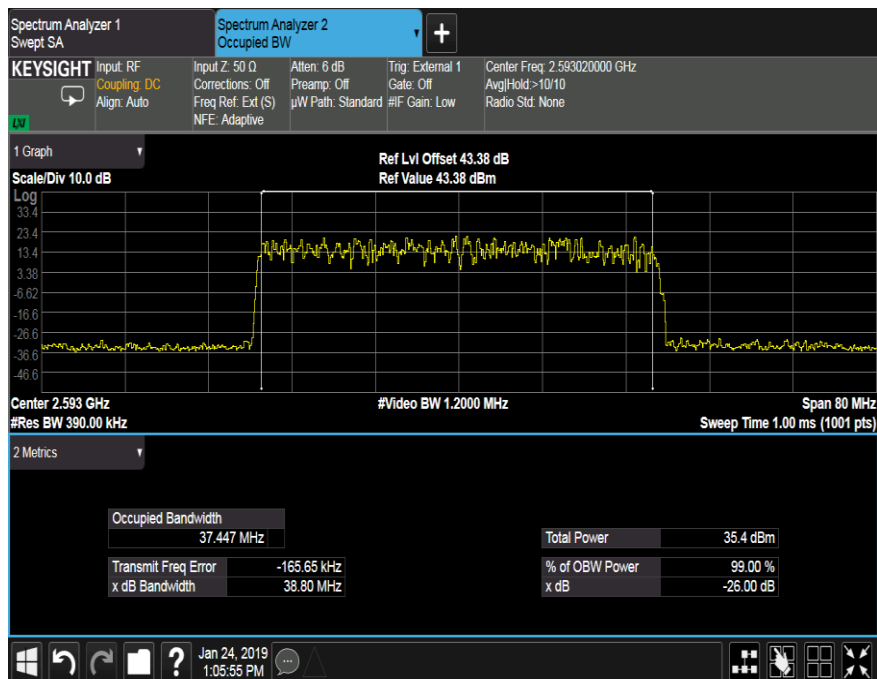 Spectrum Analyzer 1
Swept SA
Spectrum Analyzer 2
Occupied BW
+
KEYSIGHT
LXI
Input: RF
Coupling: DC
Align: Auto
Input Z: 50 Ω
Corrections: Off
Freq Ref: Ext (S)
NFE: Adaptive
Atten: 6 dB
Preamp: Off
µW Path: Standard
Trig: External 1
Gate: Off
#IF Gain: Low
Center Freq: 2.593020000 GHz
Avg|Hold:>10/10
Radio Std: None
1 Graph
Scale/Div 10.0 dB
Ref Lvl Offset 43.38 dB
Ref Value 43.38 dBm
Log
33.4
23.4
13.4
3.38
-6.62
-16.6
-26.6
-36.6
-46.6
Center 2.593 GHz
#Video BW 1.2000 MHz
Span 80 MHz
#Res BW 390.00 kHz
Sweep Time 1.00 ms (1001 pts)
2 Metrics
Occupied Bandwidth
37.447 MHz
Total Power 35.4 dBm
Transmit Freq Error -165.65 kHz
% of OBW Power 99.00 %
x dB Bandwidth 38.80 MHz
x dB -26.00 dB
?
Jan 24, 2019
1:05:55 PM